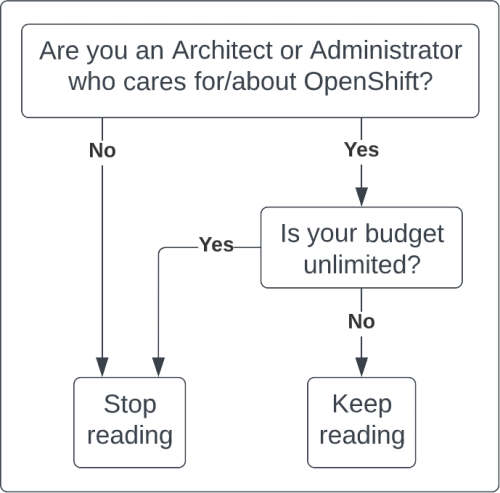 Are you an Architect or Administrator
who cares for/about OpenShift?
No
Yes
Is your budget
unlimited?
Yes
No
Stop
reading
Keep
reading